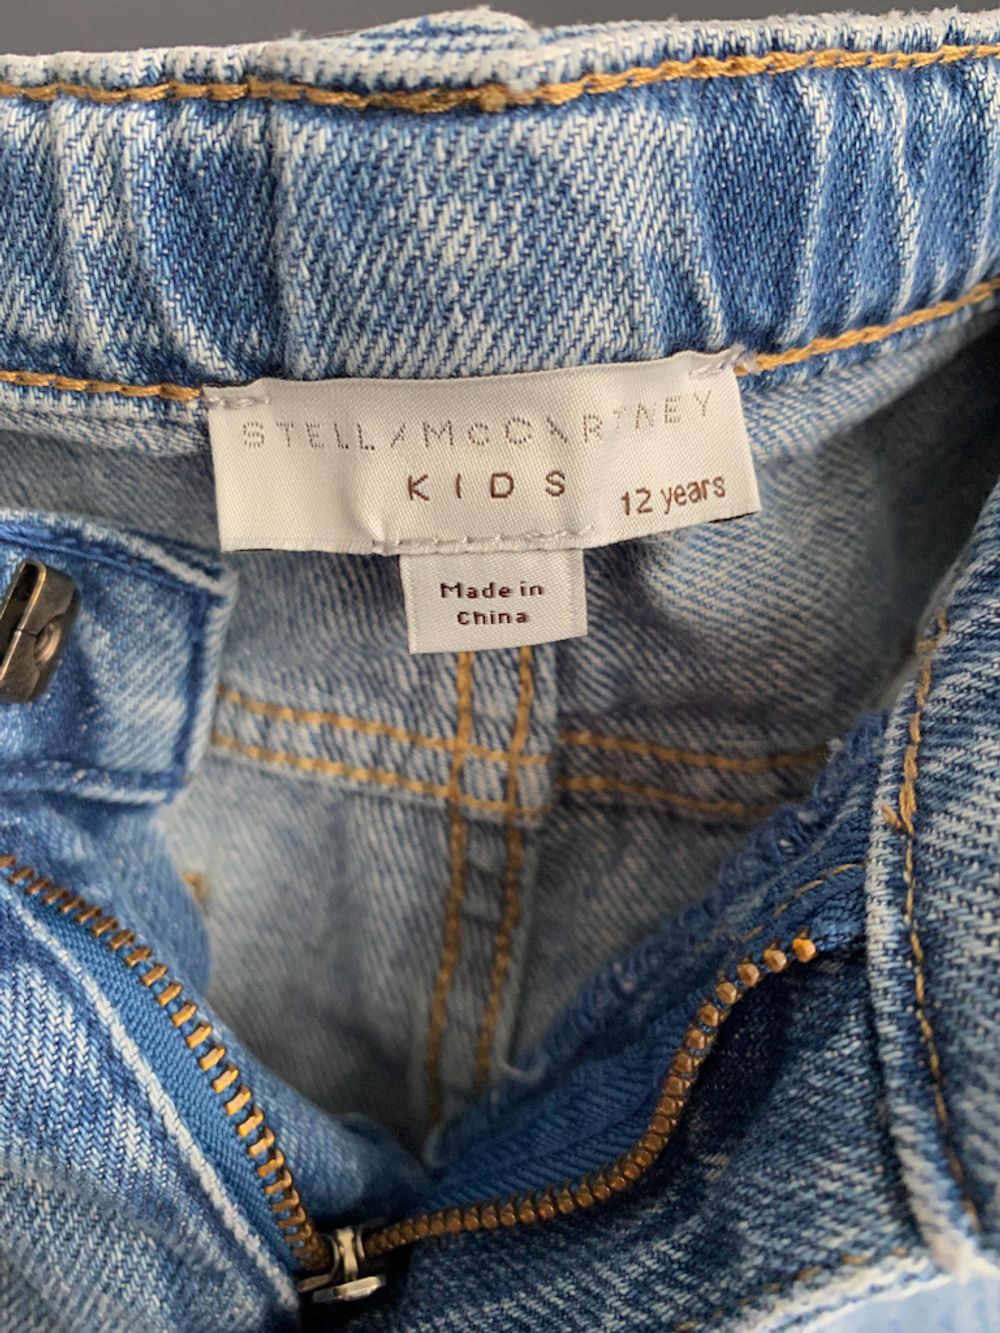 STELLA McCARTNEY
KIDS
12 years
Made in
China